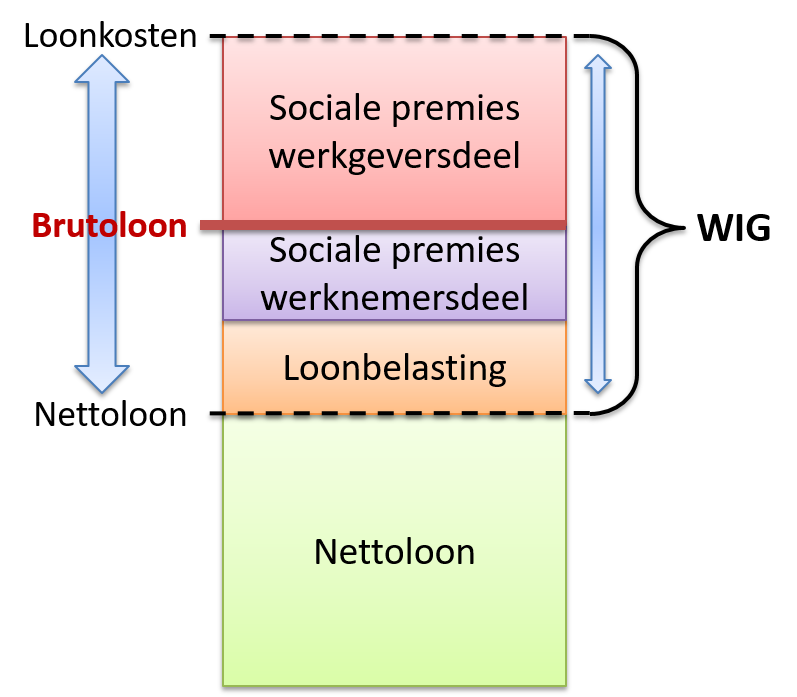 Loonkosten
Sociale premies
werkgeversdeel
Brutoloon
WIG
Sociale premies
werknemersdeel
Loonbelasting
Nettoloon
Nettoloon